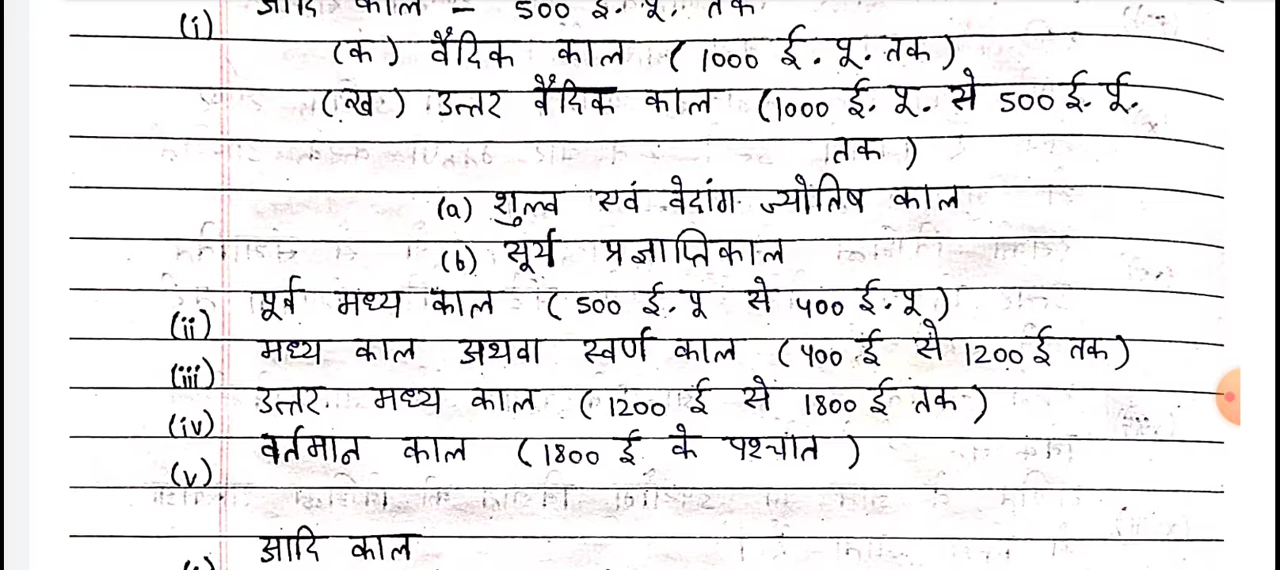 (i) आदि काल - 500 ई. पू. तक
(क) वैदिक काल (1000 ई. पू. तक)
(ख) उत्तर वैदिक काल (1000 ई. पू. से 500 ई. पू.
तक)
(a) शुल्व एवं वेदांग ज्योतिष काल
(b) सूर्य प्रज्ञाप्तिकाल
(ii) पूर्व मध्य काल (500 ई. पू से 400 ई. पू)
(iii) मध्य काल अथवा स्वर्ण काल (400 ई से 1200 ई तक)
(iv) उत्तर मध्य काल (1200 ई से 1800 ई तक)
(v) वर्तमान काल (1800 ई के पश्चात)
आदि काल